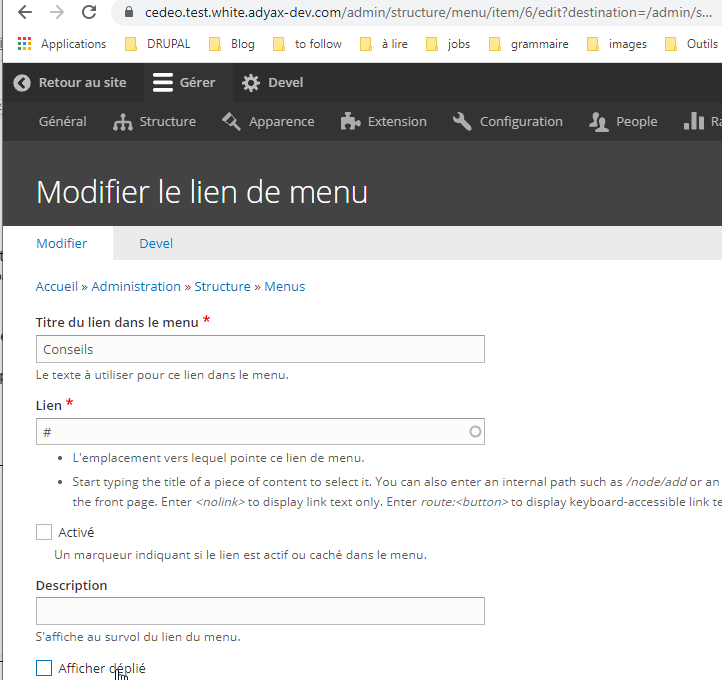 cedeo.test.white.adyax-dev.com/admin/structure/menu/item/6/edit?destination=/admin/s...
Applications DRUPAL Blog to follow à lire jobs grammaire images Outils
Retour au site Gérer Devel
Général Structure Apparence Extension Configuration People Ra
Modifier le lien de menu
Modifier Devel
Accueil » Administration » Structure » Menus
Titre du lien dans le menu *
Conseils
Le texte à utiliser pour ce lien dans le menu.
Lien *
#
• L'emplacement vers lequel pointe ce lien de menu.
• Start typing the title of a piece of content to select it. You can also enter an internal path such as /node/add or an
the front page. Enter <nolink> to display link text only. Enter route:<button> to display keyboard-accessible link te
Activé
Un marqueur indiquant si le lien est actif ou caché dans le menu.
Description
S'affiche au survol du lien du menu.
Afficher déplié